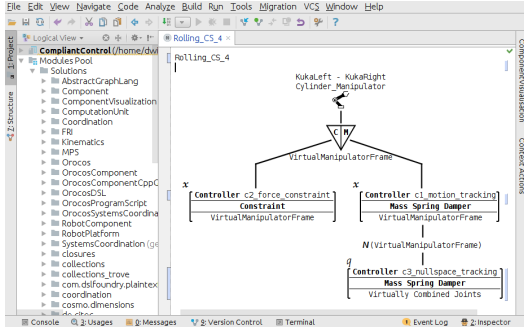 File Edit View Navigate Code Analyze Build Run Tools Migration VCS Window Help
Logical View
Rolling_CS_4
1: Project
Z: Structure
CompliantControl (/home/dwi
Modules Pool
Solutions
AbstractGraphLang
Component
ComponentVisualization
ComputationUnit
Coordination
FRI
Kinematics
MPS
Orocos
OrocosComponent
OrocosComponentCppC
OrocosDSL
OrocosProgramScript
OrocosSystemsCoordina
RobotComponent
RobotPlatform
SystemsCoordination (ge
closures
collections
collections_trove
com.dslfoundry.plaintex
coordination
cosmo.dimensions
Rolling_CS_4
KukaLeft - KukaRight
Cylinder_Manipulator
C M
VirtualManipulatorFrame
x
Controller c2_force_constraint
Constraint
VirtualManipulatorFrame
x
Controller c1_motion_tracking
Mass Spring Damper
VirtualManipulatorFrame
N(VirtualManipulatorFrame)
q
Controller c3_nullspace_tracking
Mass Spring Damper
Virtually Combined Joints
ComponentVisualisation
Context Actions
Console 3: Usages 0: Messages 9: Version Control Terminal Event Log 2: Inspector